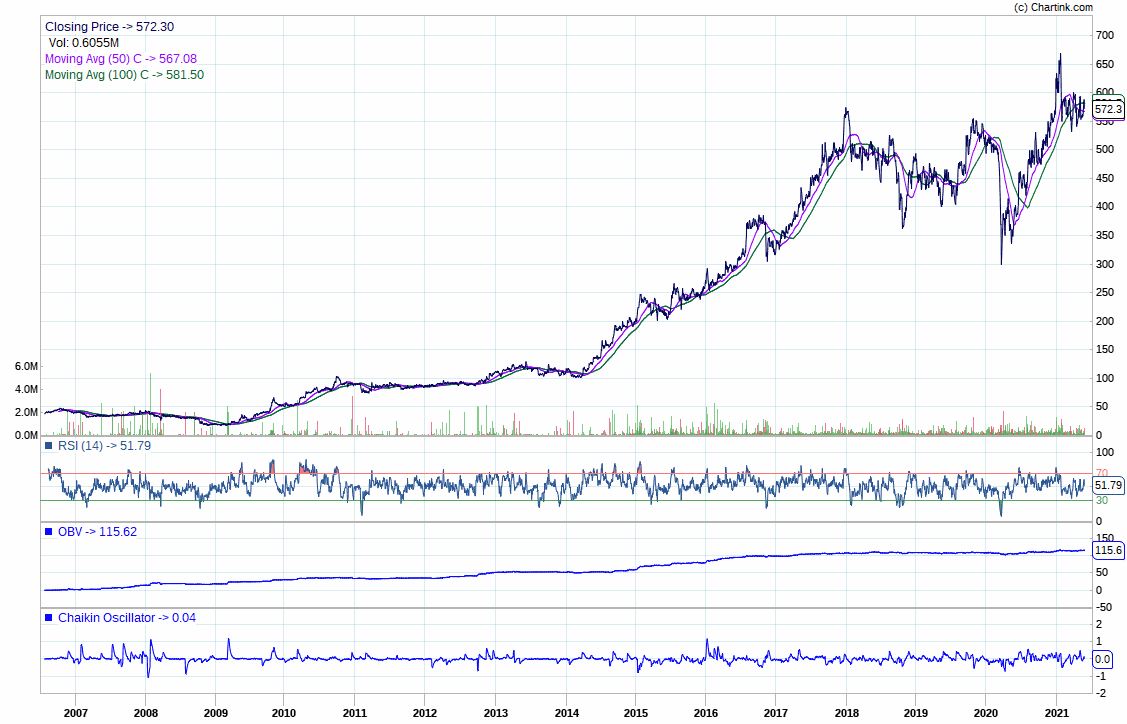 (c) Chartink.com
Closing Price -> 572.30
Vol: 0.6055M
Moving Avg (50) C -> 567.08
Moving Avg (100) C -> 581.50
700
650
600
572.3
550
500
450
400
350
300
250
200
150
100
50
0
6.0M
4.0M
2.0M
0.0M
RSI (14) -> 51.79
100
70
51.79
30
0
OBV -> 115.62
150
115.6
50
0
-50
Chaikin Oscillator -> 0.04
2
1
0.0
-1
-2
2007 2008 2009 2010 2011 2012 2013 2014 2015 2016 2017 2018 2019 2020 2021